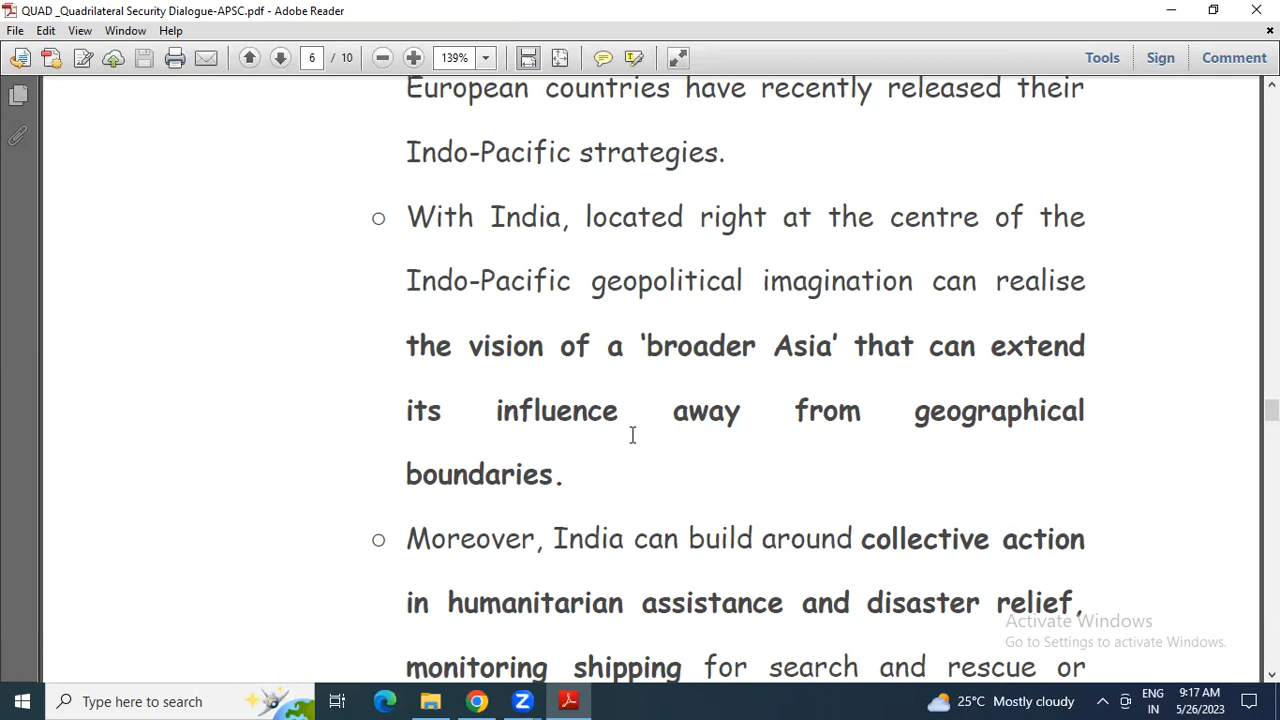 QUAD _Quadrilateral Security Dialogue-APSC.pdf - Adobe Reader
File Edit View Window Help
6 / 10 139% Tools Sign Comment
European countries have recently released their
Indo-Pacific strategies.
○ With India, located right at the centre of the
Indo-Pacific geopolitical imagination can realise
the vision of a ‘broader Asia’ that can extend
its influence away from geographical
boundaries.
○ Moreover, India can build around collective action
in humanitarian assistance and disaster relief,
monitoring shipping for search and rescue or
Activate Windows
Go to Settings to activate Windows.
Type here to search 25°C Mostly cloudy ENG IN 9:17 AM 5/26/2023